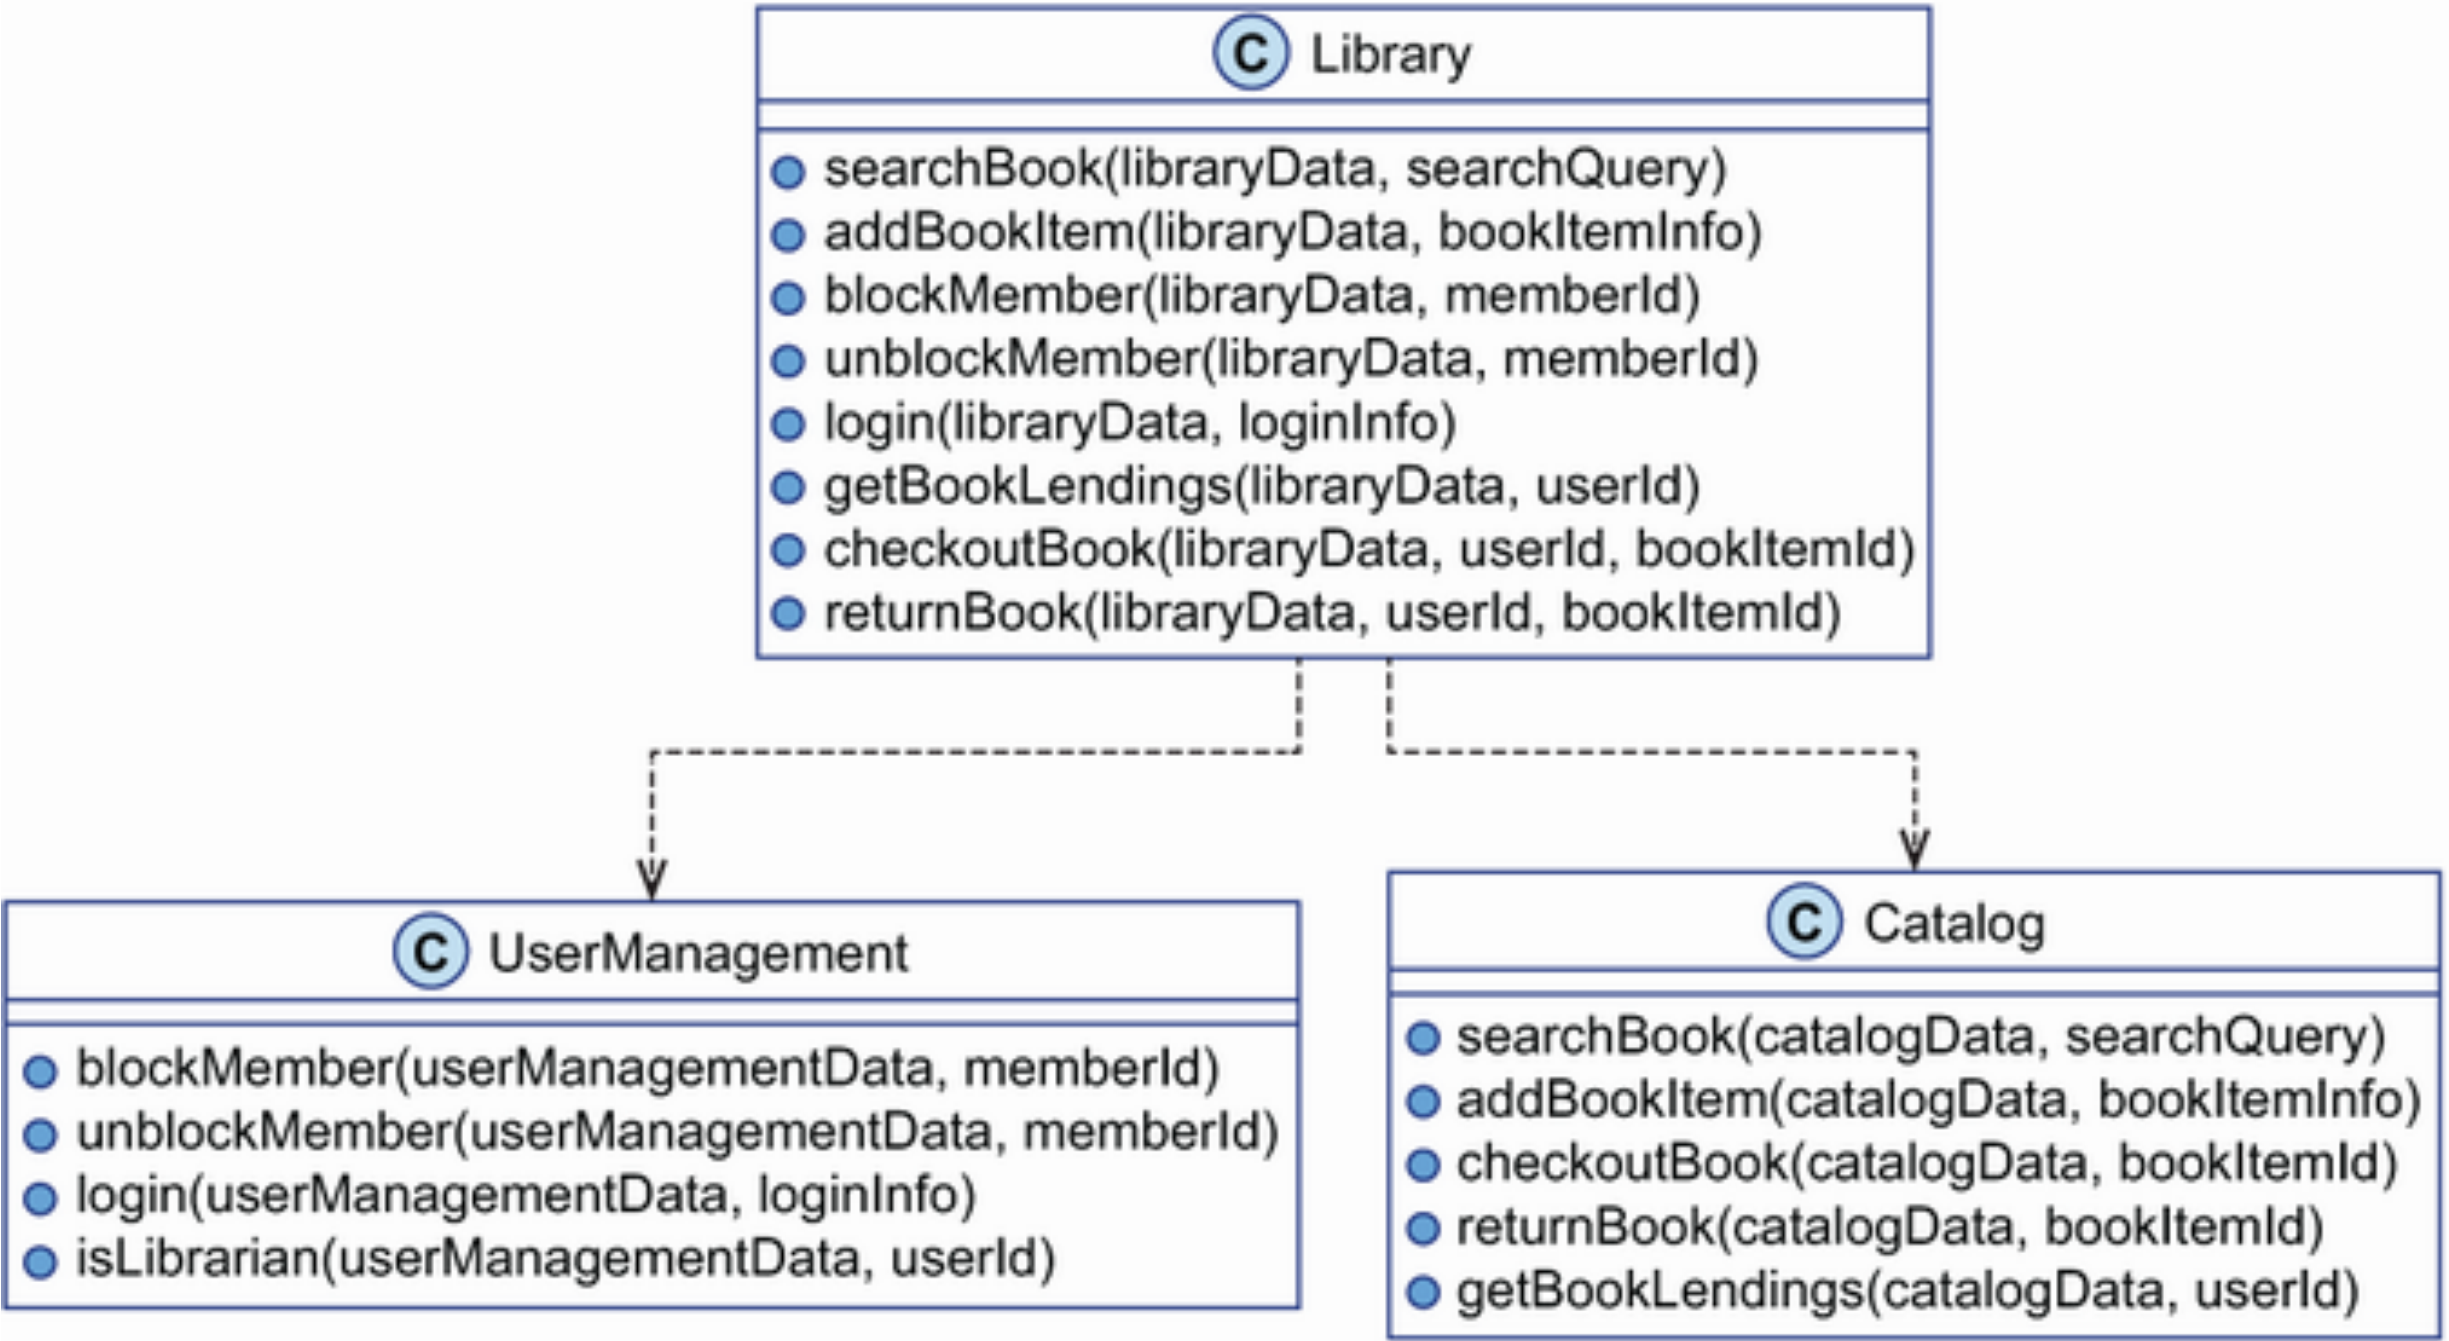 C Library
searchBook(libraryData, searchQuery)
addBookItem(libraryData, bookItemInfo)
blockMember(libraryData, memberId)
unblockMember(libraryData, memberId)
login(libraryData, loginInfo)
getBookLendings(libraryData, userId)
checkoutBook(libraryData, userId, bookItemId)
returnBook(libraryData, userId, bookItemId)
C UserManagement
blockMember(userManagementData, memberId)
unblockMember(userManagementData, memberId)
login(userManagementData, loginInfo)
isLibrarian(userManagementData, userId)
C Catalog
searchBook(catalogData, searchQuery)
addBookItem(catalogData, bookItemInfo)
checkoutBook(catalogData, bookItemId)
returnBook(catalogData, bookItemId)
getBookLendings(catalogData, userId)